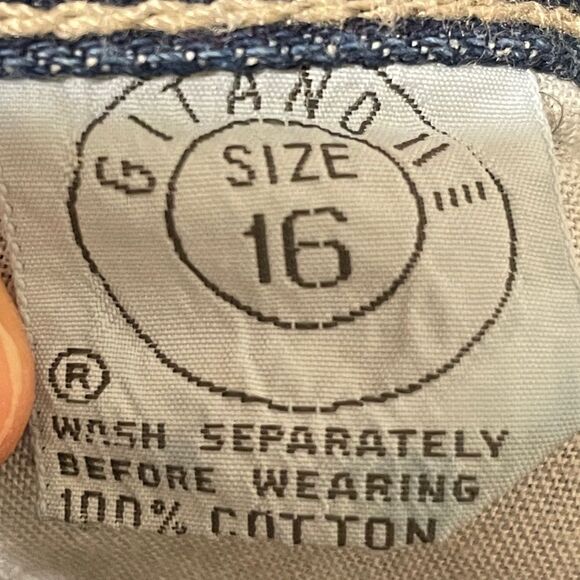 GITANO
SIZE
16
®
WASH SEPARATELY
BEFORE WEARING
100% COTTON